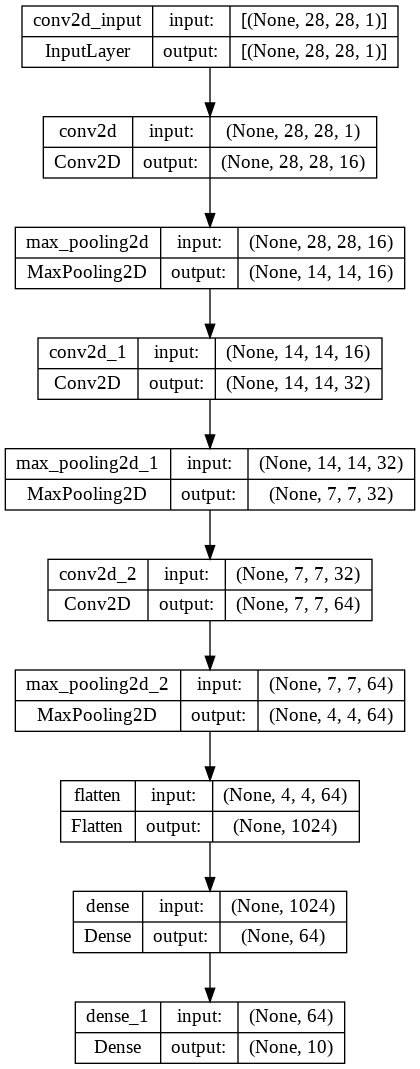 conv2d_input input: [(None, 28, 28, 1)]
InputLayer output: [(None, 28, 28, 1)]
conv2d input: (None, 28, 28, 1)
Conv2D output: (None, 28, 28, 16)
max_pooling2d input: (None, 28, 28, 16)
MaxPooling2D output: (None, 14, 14, 16)
conv2d_1 input: (None, 14, 14, 16)
Conv2D output: (None, 14, 14, 32)
max_pooling2d_1 input: (None, 14, 14, 32)
MaxPooling2D output: (None, 7, 7, 32)
conv2d_2 input: (None, 7, 7, 32)
Conv2D output: (None, 7, 7, 64)
max_pooling2d_2 input: (None, 7, 7, 64)
MaxPooling2D output: (None, 4, 4, 64)
flatten input: (None, 4, 4, 64)
Flatten output: (None, 1024)
dense input: (None, 1024)
Dense output: (None, 64)
dense_1 input: (None, 64)
Dense output: (None, 10)